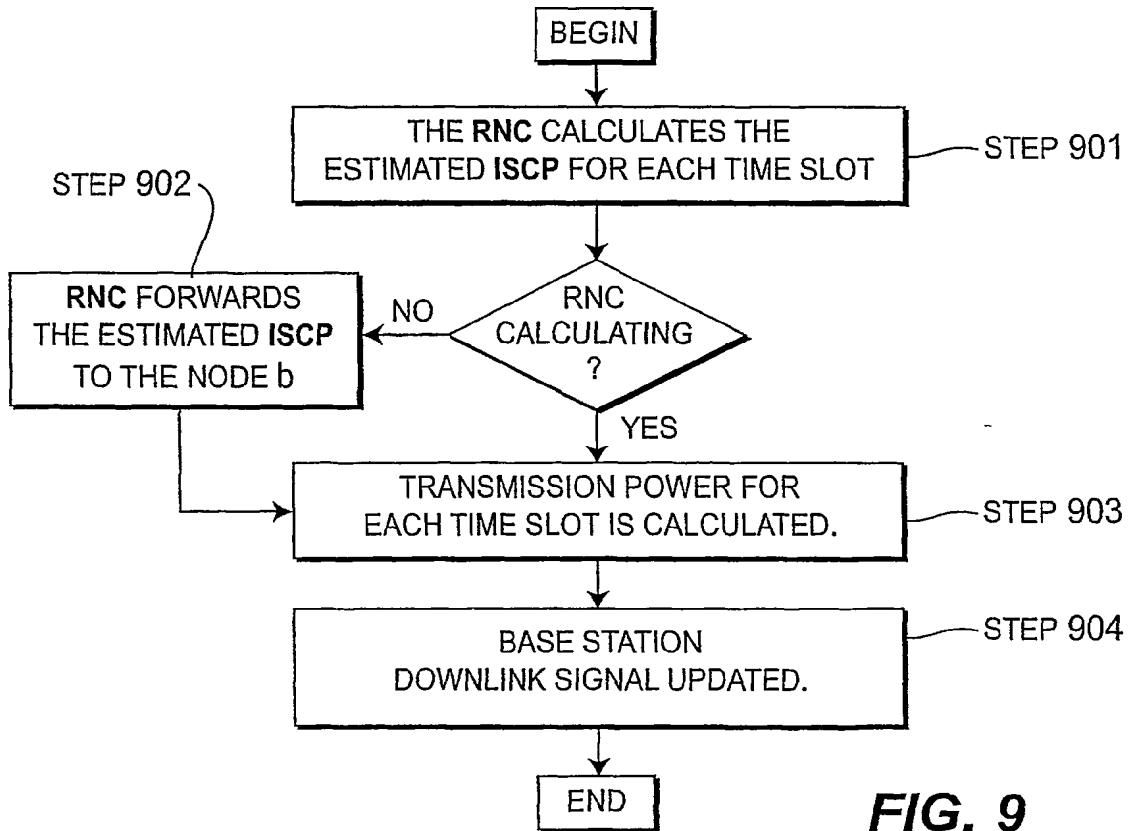 BEGIN
THE RNC CALCULATES THE
ESTIMATED ISCP FOR EACH TIME SLOT
STEP 901
STEP 902
RNC FORWARDS
THE ESTIMATED ISCP
TO THE NODE b
NO
RNC
CALCULATING
?
YES
TRANSMISSION POWER FOR
EACH TIME SLOT IS CALCULATED.
STEP 903
BASE STATION
DOWNLINK SIGNAL UPDATED.
STEP 904
END
FIG. 9